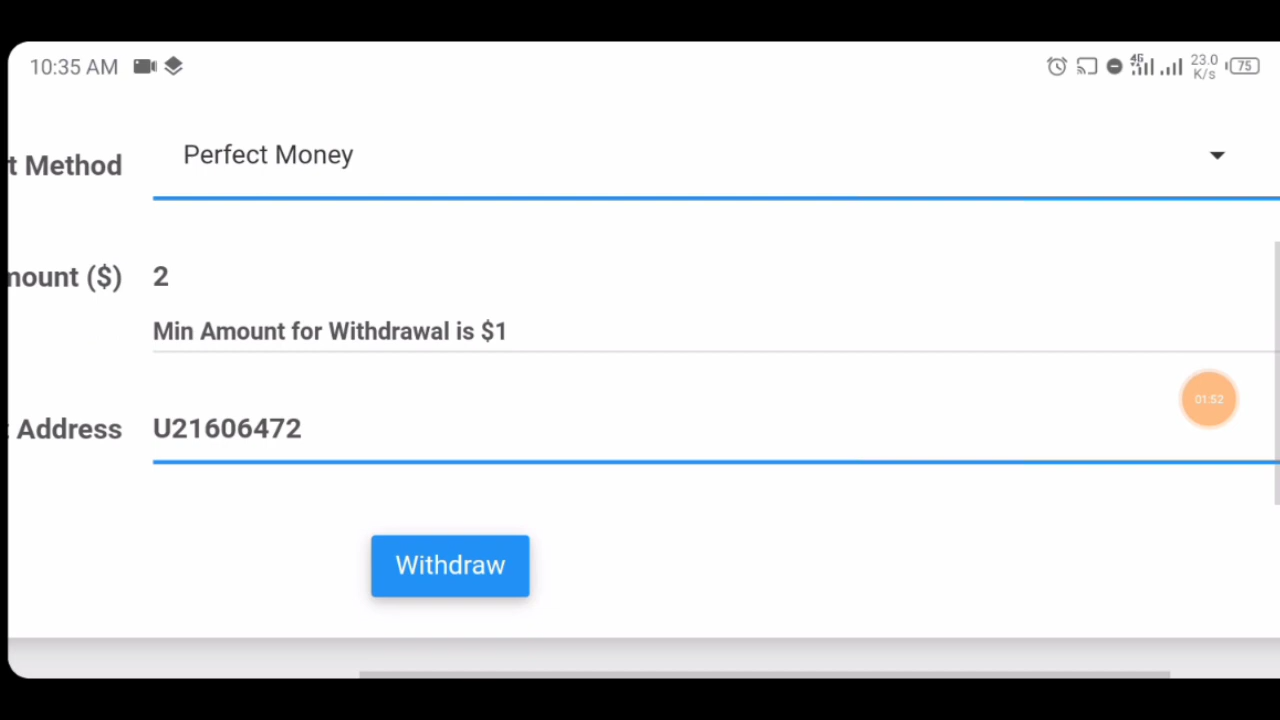 10:35 AM
4G
23.0
K/s
75
t Method
Perfect Money
mount ($)
2
Min Amount for Withdrawal is $1
01:52
Address
U21606472
Withdraw